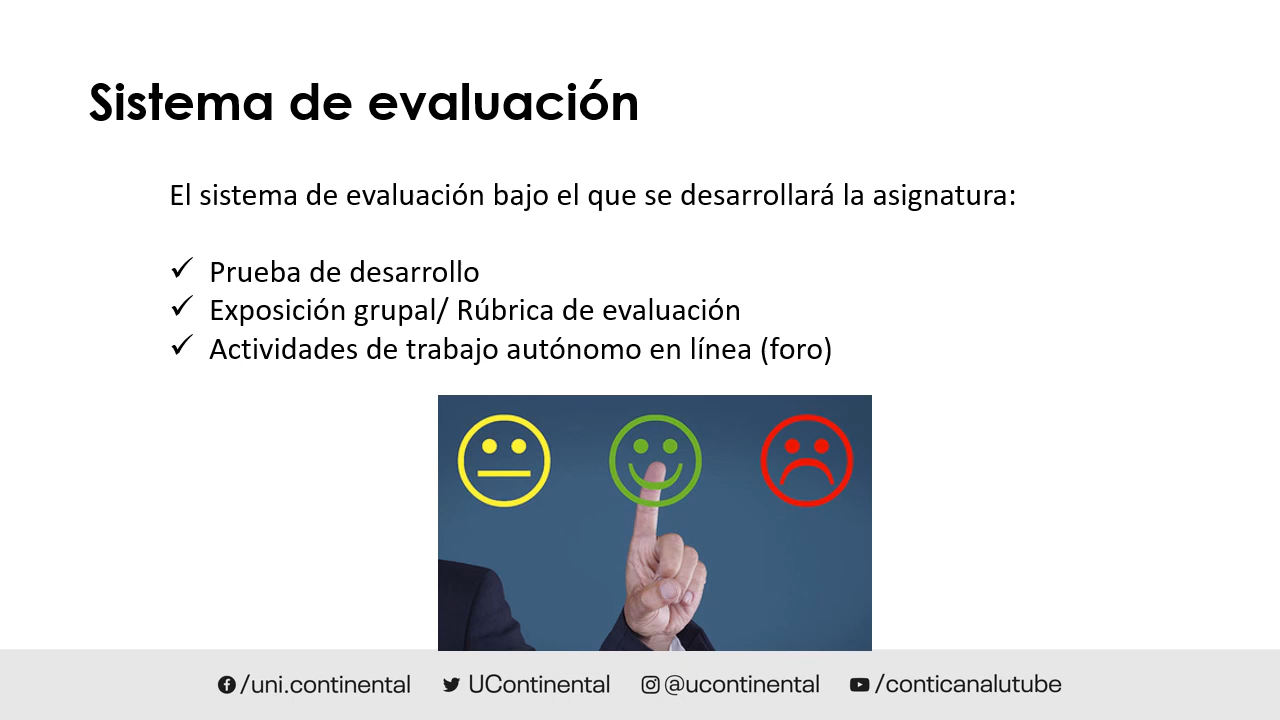 Sistema de evaluación
El sistema de evaluación bajo el que se desarrollará la asignatura:
✓ Prueba de desarrollo
✓ Exposición grupal/ Rúbrica de evaluación
✓ Actividades de trabajo autónomo en línea (foro)
/uni.continental UContinental @ucontinental /conticanalutube